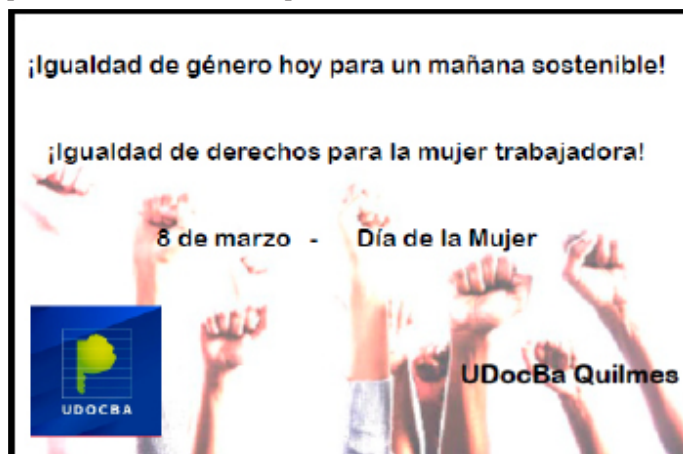 ¡Igualdad de género hoy para un mañana sostenible!
¡Igualdad de derechos para la mujer trabajadora!
8 de marzo - Día de la Mujer
UDocBa Quilmes
UDOCBA